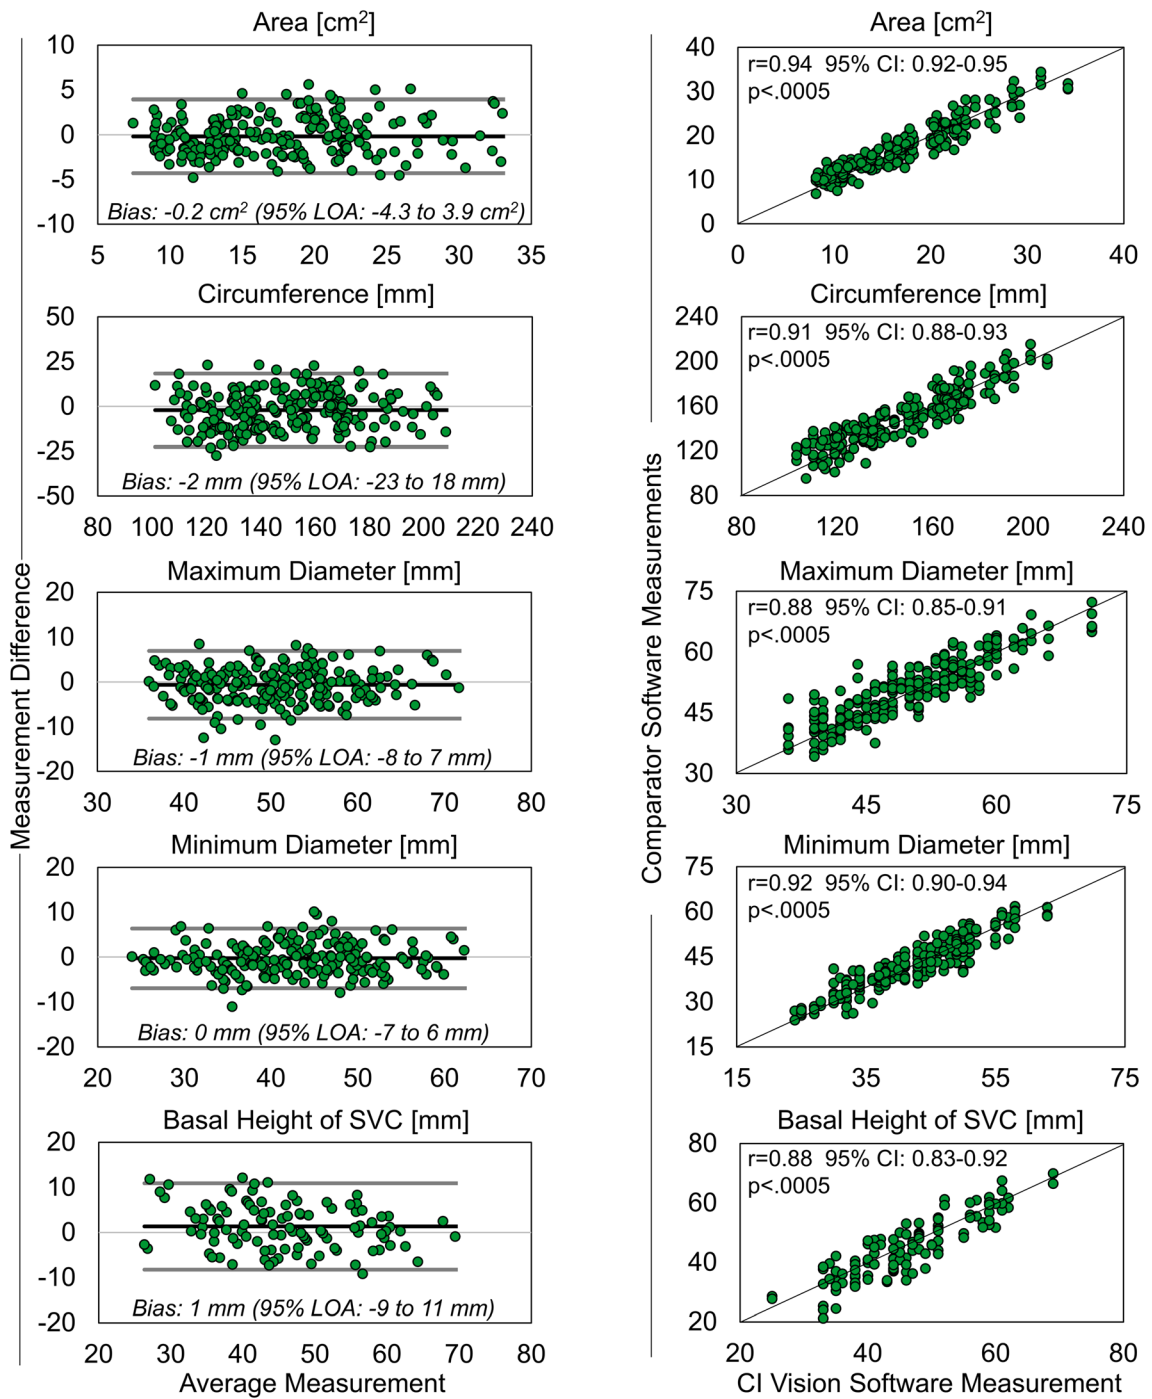 Area [cm²]
10
5
0
-5
-10
Bias: -0.2 cm² (95% LOA: -4.3 to 3.9 cm²)
5 10 15 20 25 30 35
Circumference [mm]
50
25
0
-25
-50
Bias: -2 mm (95% LOA: -23 to 18 mm)
80 100 120 140 160 180 200 220 240
Measurement Difference
Maximum Diameter [mm]
20
10
0
-10
-20
Bias: -1 mm (95% LOA: -8 to 7 mm)
30 40 50 60 70 80
Minimum Diameter [mm]
20
10
0
-10
-20
Bias: 0 mm (95% LOA: -7 to 6 mm)
20 30 40 50 60 70
Basal Height of SVC [mm]
20
10
0
-10
-20
Bias: 1 mm (95% LOA: -9 to 11 mm)
20 30 40 50 60 70 80
Average Measurement
Area [cm²]
40
30
20
10
0
r=0.94 95% CI: 0.92-0.95
p<.0005
0 10 20 30 40
Circumference [mm]
240
200
160
120
80
r=0.91 95% CI: 0.88-0.93
p<.0005
80 120 160 200 240
Comparator Software Measurements
Maximum Diameter [mm]
75
60
45
30
r=0.88 95% CI: 0.85-0.91
p<.0005
30 45 60 75
Minimum Diameter [mm]
75
60
45
30
15
r=0.92 95% CI: 0.90-0.94
p<.0005
15 35 55 75
Basal Height of SVC [mm]
80
60
40
20
r=0.88 95% CI: 0.83-0.92
p<.0005
20 40 60 80
CI Vision Software Measurement